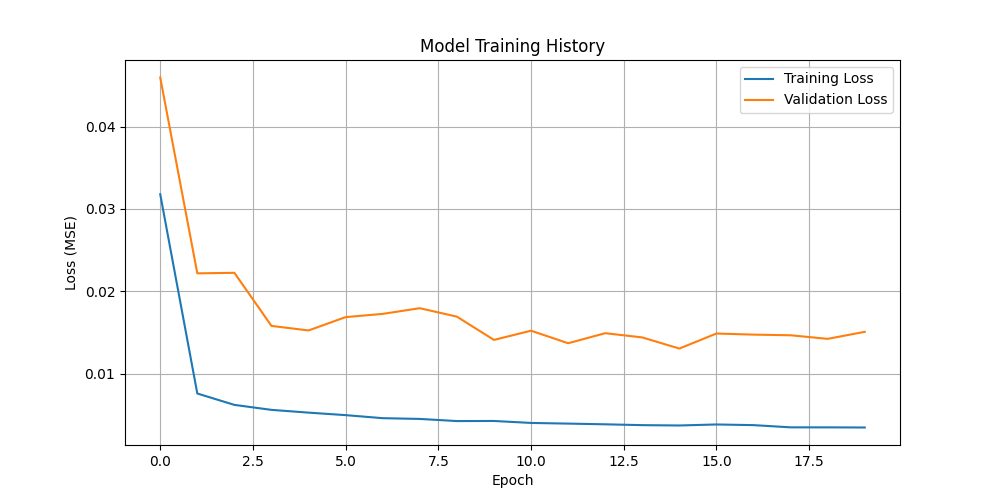 Model Training History
Training Loss
Validation Loss
Loss (MSE)
0.04
0.03
0.02
0.01
0.0 2.5 5.0 7.5 10.0 12.5 15.0 17.5
Epoch